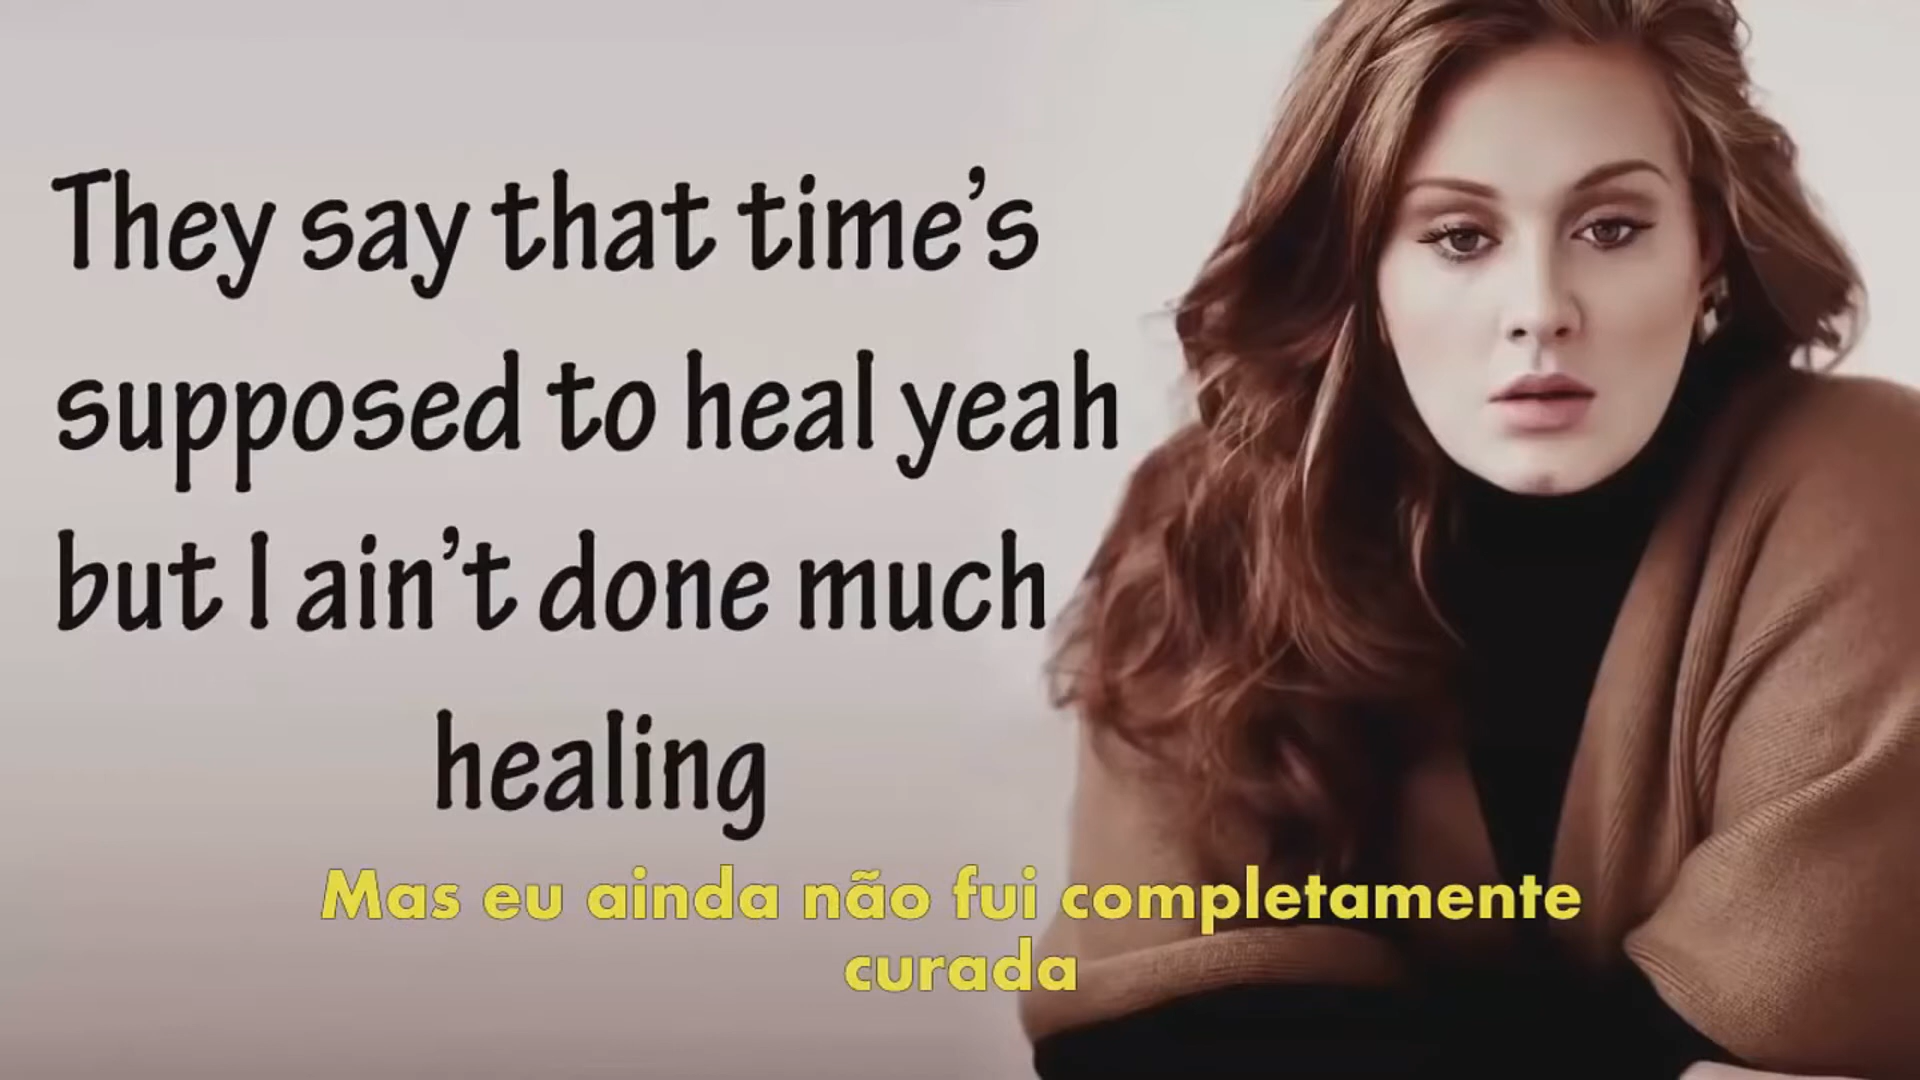 They say that time's
supposed to heal yeah
but I ain't done much
healing
Mas eu ainda não fui completamente
curada